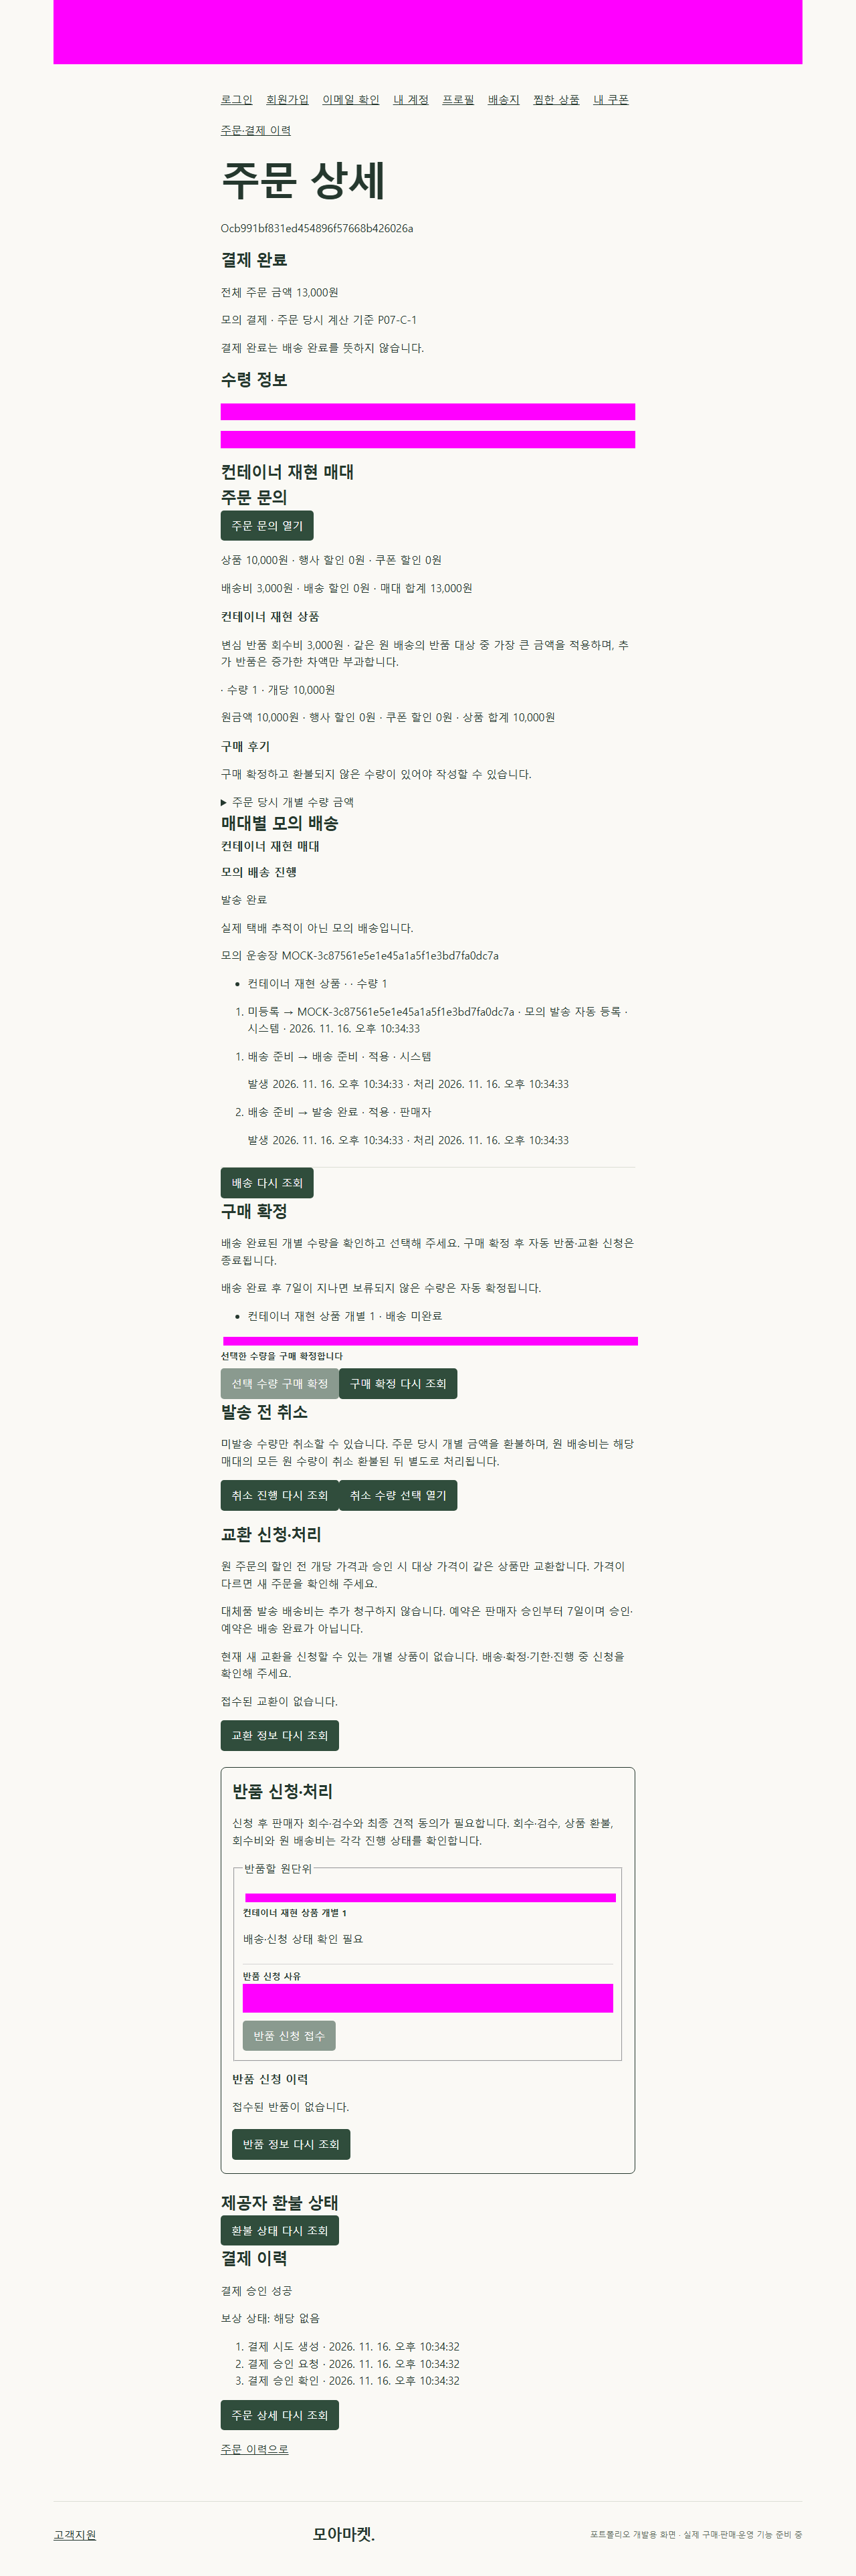 로그인 회원가입 이메일 확인 내 계정 프로필 배송지 찜한 상품 내 쿠폰
주문·결제 이력
주문 상세
Ocb991bf831ed454896f57668b426026a
결제 완료
전체 주문 금액 13,000원
모의 결제 · 주문 당시 계산 기준 P07-C-1
결제 완료는 배송 완료를 뜻하지 않습니다.
수령 정보
컨테이너 재현 매대
주문 문의
주문 문의 열기
상품 10,000원 · 행사 할인 0원 · 쿠폰 할인 0원
배송비 3,000원 · 배송 할인 0원 · 매대 합계 13,000원
컨테이너 재현 상품
변심 반품 회수비 3,000원 · 같은 원 배송의 반품 대상 중 가장 큰 금액을 적용하며, 추
가 반품은 증가한 차액만 부과합니다.
· 수량 1 · 개당 10,000원
원금액 10,000원 · 행사 할인 0원 · 쿠폰 할인 0원 · 상품 합계 10,000원
구매 후기
구매 확정하고 환불되지 않은 수량이 있어야 작성할 수 있습니다.
▶ 주문 당시 개별 수량 금액
매대별 모의 배송
컨테이너 재현 매대
모의 배송 진행
발송 완료
실제 택배 추적이 아닌 모의 배송입니다.
모의 운송장 MOCK-3c87561e5e1e45a1a5f1e3bd7fa0dc7a
• 컨테이너 재현 상품 · · 수량 1
1. 미등록 → MOCK-3c87561e5e1e45a1a5f1e3bd7fa0dc7a · 모의 발송 자동 등록 ·
시스템 · 2026. 11. 16. 오후 10:34:33
1. 배송 준비 → 배송 준비 · 적용 · 시스템
발생 2026. 11. 16. 오후 10:34:33 · 처리 2026. 11. 16. 오후 10:34:33
2. 배송 준비 → 발송 완료 · 적용 · 판매자
발생 2026. 11. 16. 오후 10:34:33 · 처리 2026. 11. 16. 오후 10:34:33
배송 다시 조회
구매 확정
배송 완료된 개별 수량을 확인하고 선택해 주세요. 구매 확정 후 자동 반품·교환 신청은
종료됩니다.
배송 완료 후 7일이 지나면 보류되지 않은 수량은 자동 확정됩니다.
• 컨테이너 재현 상품 개별 1 · 배송 미완료
선택한 수량을 구매 확정합니다
선택 수량 구매 확정 구매 확정 다시 조회
발송 전 취소
미발송 수량만 취소할 수 있습니다. 주문 당시 개별 금액을 환불하며, 원 배송비는 해당
매대의 모든 원 수량이 취소 환불된 뒤 별도로 처리됩니다.
취소 진행 다시 조회 취소 수량 선택 열기
교환 신청·처리
원 주문의 할인 전 개당 가격과 승인 시 대상 가격이 같은 상품만 교환합니다. 가격이
다르면 새 주문을 확인해 주세요.
대체품 발송 배송비는 추가 청구하지 않습니다. 예약은 판매자 승인부터 7일이며 승인·
예약은 배송 완료가 아닙니다.
현재 새 교환을 신청할 수 있는 개별 상품이 없습니다. 배송·확정·기한·진행 중 신청을
확인해 주세요.
접수된 교환이 없습니다.
교환 정보 다시 조회
반품 신청·처리
신청 후 판매자 회수·검수와 최종 견적 동의가 필요합니다. 회수·검수, 상품 환불,
회수비와 원 배송비는 각각 진행 상태를 확인합니다.
반품할 원단위
컨테이너 재현 상품 개별 1
배송·신청 상태 확인 필요
반품 신청 사유
반품 신청 접수
반품 신청 이력
접수된 반품이 없습니다.
반품 정보 다시 조회
제공자 환불 상태
환불 상태 다시 조회
결제 이력
결제 승인 성공
보상 상태: 해당 없음
1. 결제 시도 생성 · 2026. 11. 16. 오후 10:34:32
2. 결제 승인 요청 · 2026. 11. 16. 오후 10:34:32
3. 결제 승인 확인 · 2026. 11. 16. 오후 10:34:32
주문 상세 다시 조회
주문 이력으로
고객지원 모아마켓. 포트폴리오 개발용 화면 · 실제 구매·판매·운영 기능 준비 중